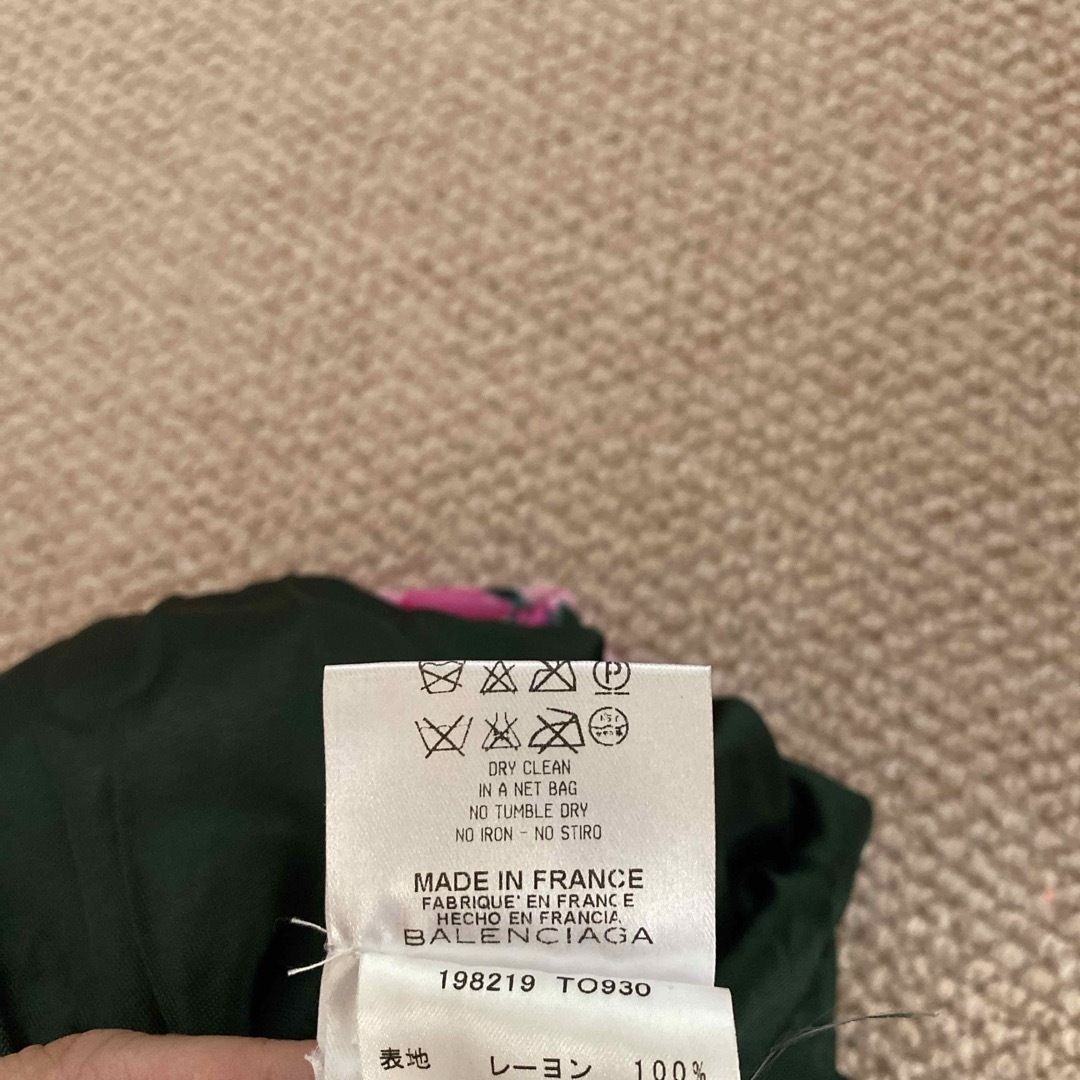 P
DRY CLEAN
IN A NET BAG
NO TUMBLE DRY
NO IRON - NO STIRO
MADE IN FRANCE
FABRIQUE' EN FRANCE
HECHO EN FRANCIA
BALENCIAGA
198219 TO930
表地 レーヨン 100%